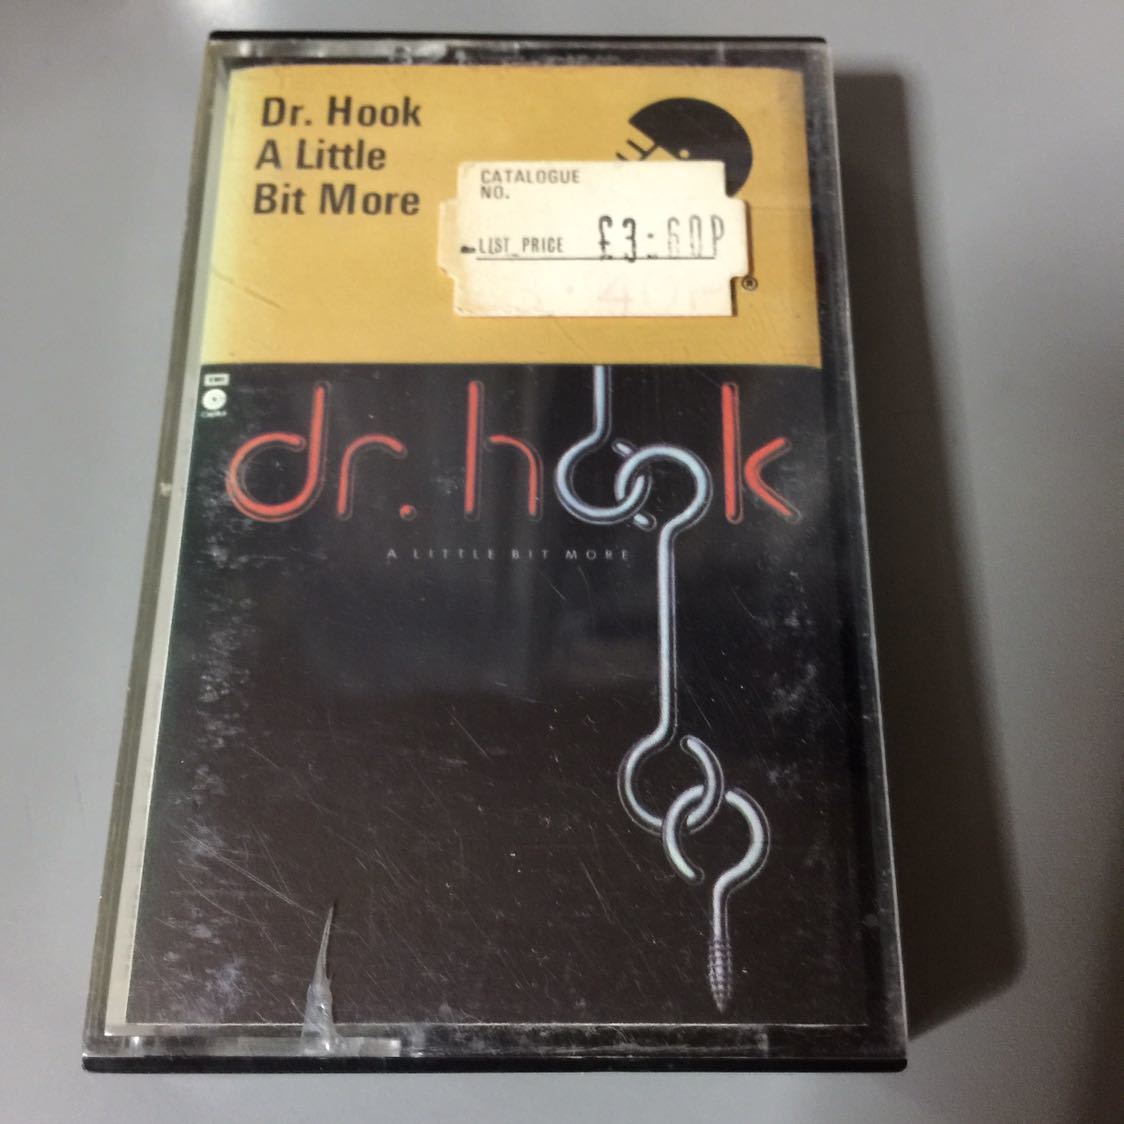 Dr. Hook
A Little
Bit More
CATALOGUE
NO.
LIST PRICE £3.60P
®
dr. hook
A LITTLE BIT MORE